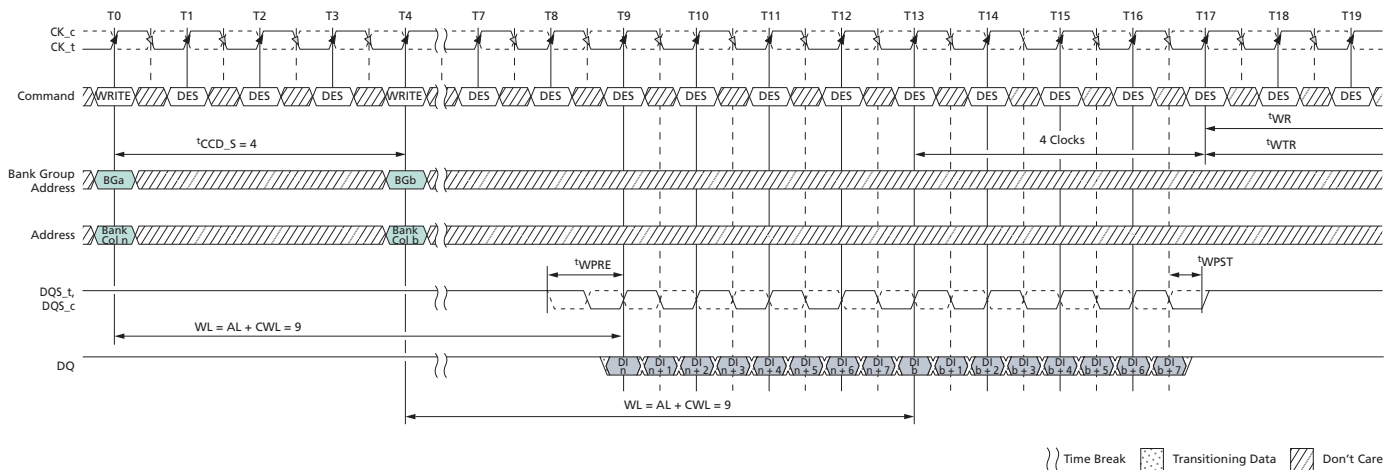 T0 T1 T2 T3 T4 T7 T8 T9 T10 T11 T12 T13 T14 T15 T16 T17 T18 T19
CK_c
CK_t
Command WRITE DES DES DES WRITE DES DES DES DES DES DES DES DES DES DES DES DES DES
tWR
tCCD_S = 4
4 Clocks
tWTR
Bank Group
Address
BGa BGb
Address
Bank
Col n
Bank
Col b
tWPRE
tWPST
DQS_t,
DQS_c
WL = AL + CWL = 9
DQ
DI
n
DI
n + 1
DI
n + 2
DI
n + 3
DI
n + 4
DI
n + 5
DI
n + 6
DI
n + 7
DI
b
DI
b + 1
DI
b + 2
DI
b + 3
DI
b + 4
DI
b + 5
DI
b + 6
DI
b + 7
WL = AL + CWL = 9
Time Break Transitioning Data Don't Care